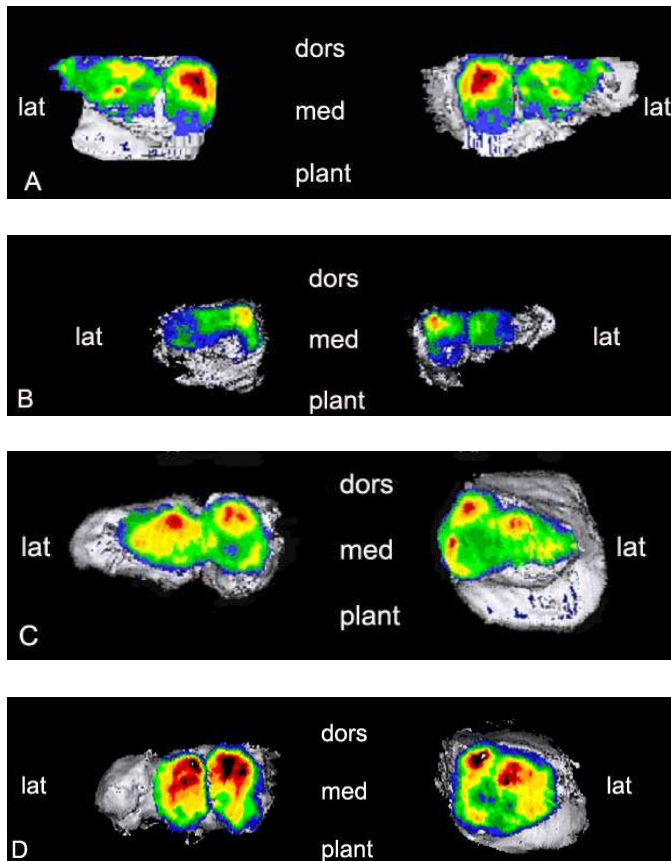 dors
lat med lat
plant
A
dors
lat med lat
plant
B
dors
lat med lat
plant
C
dors
lat med lat
plant
D